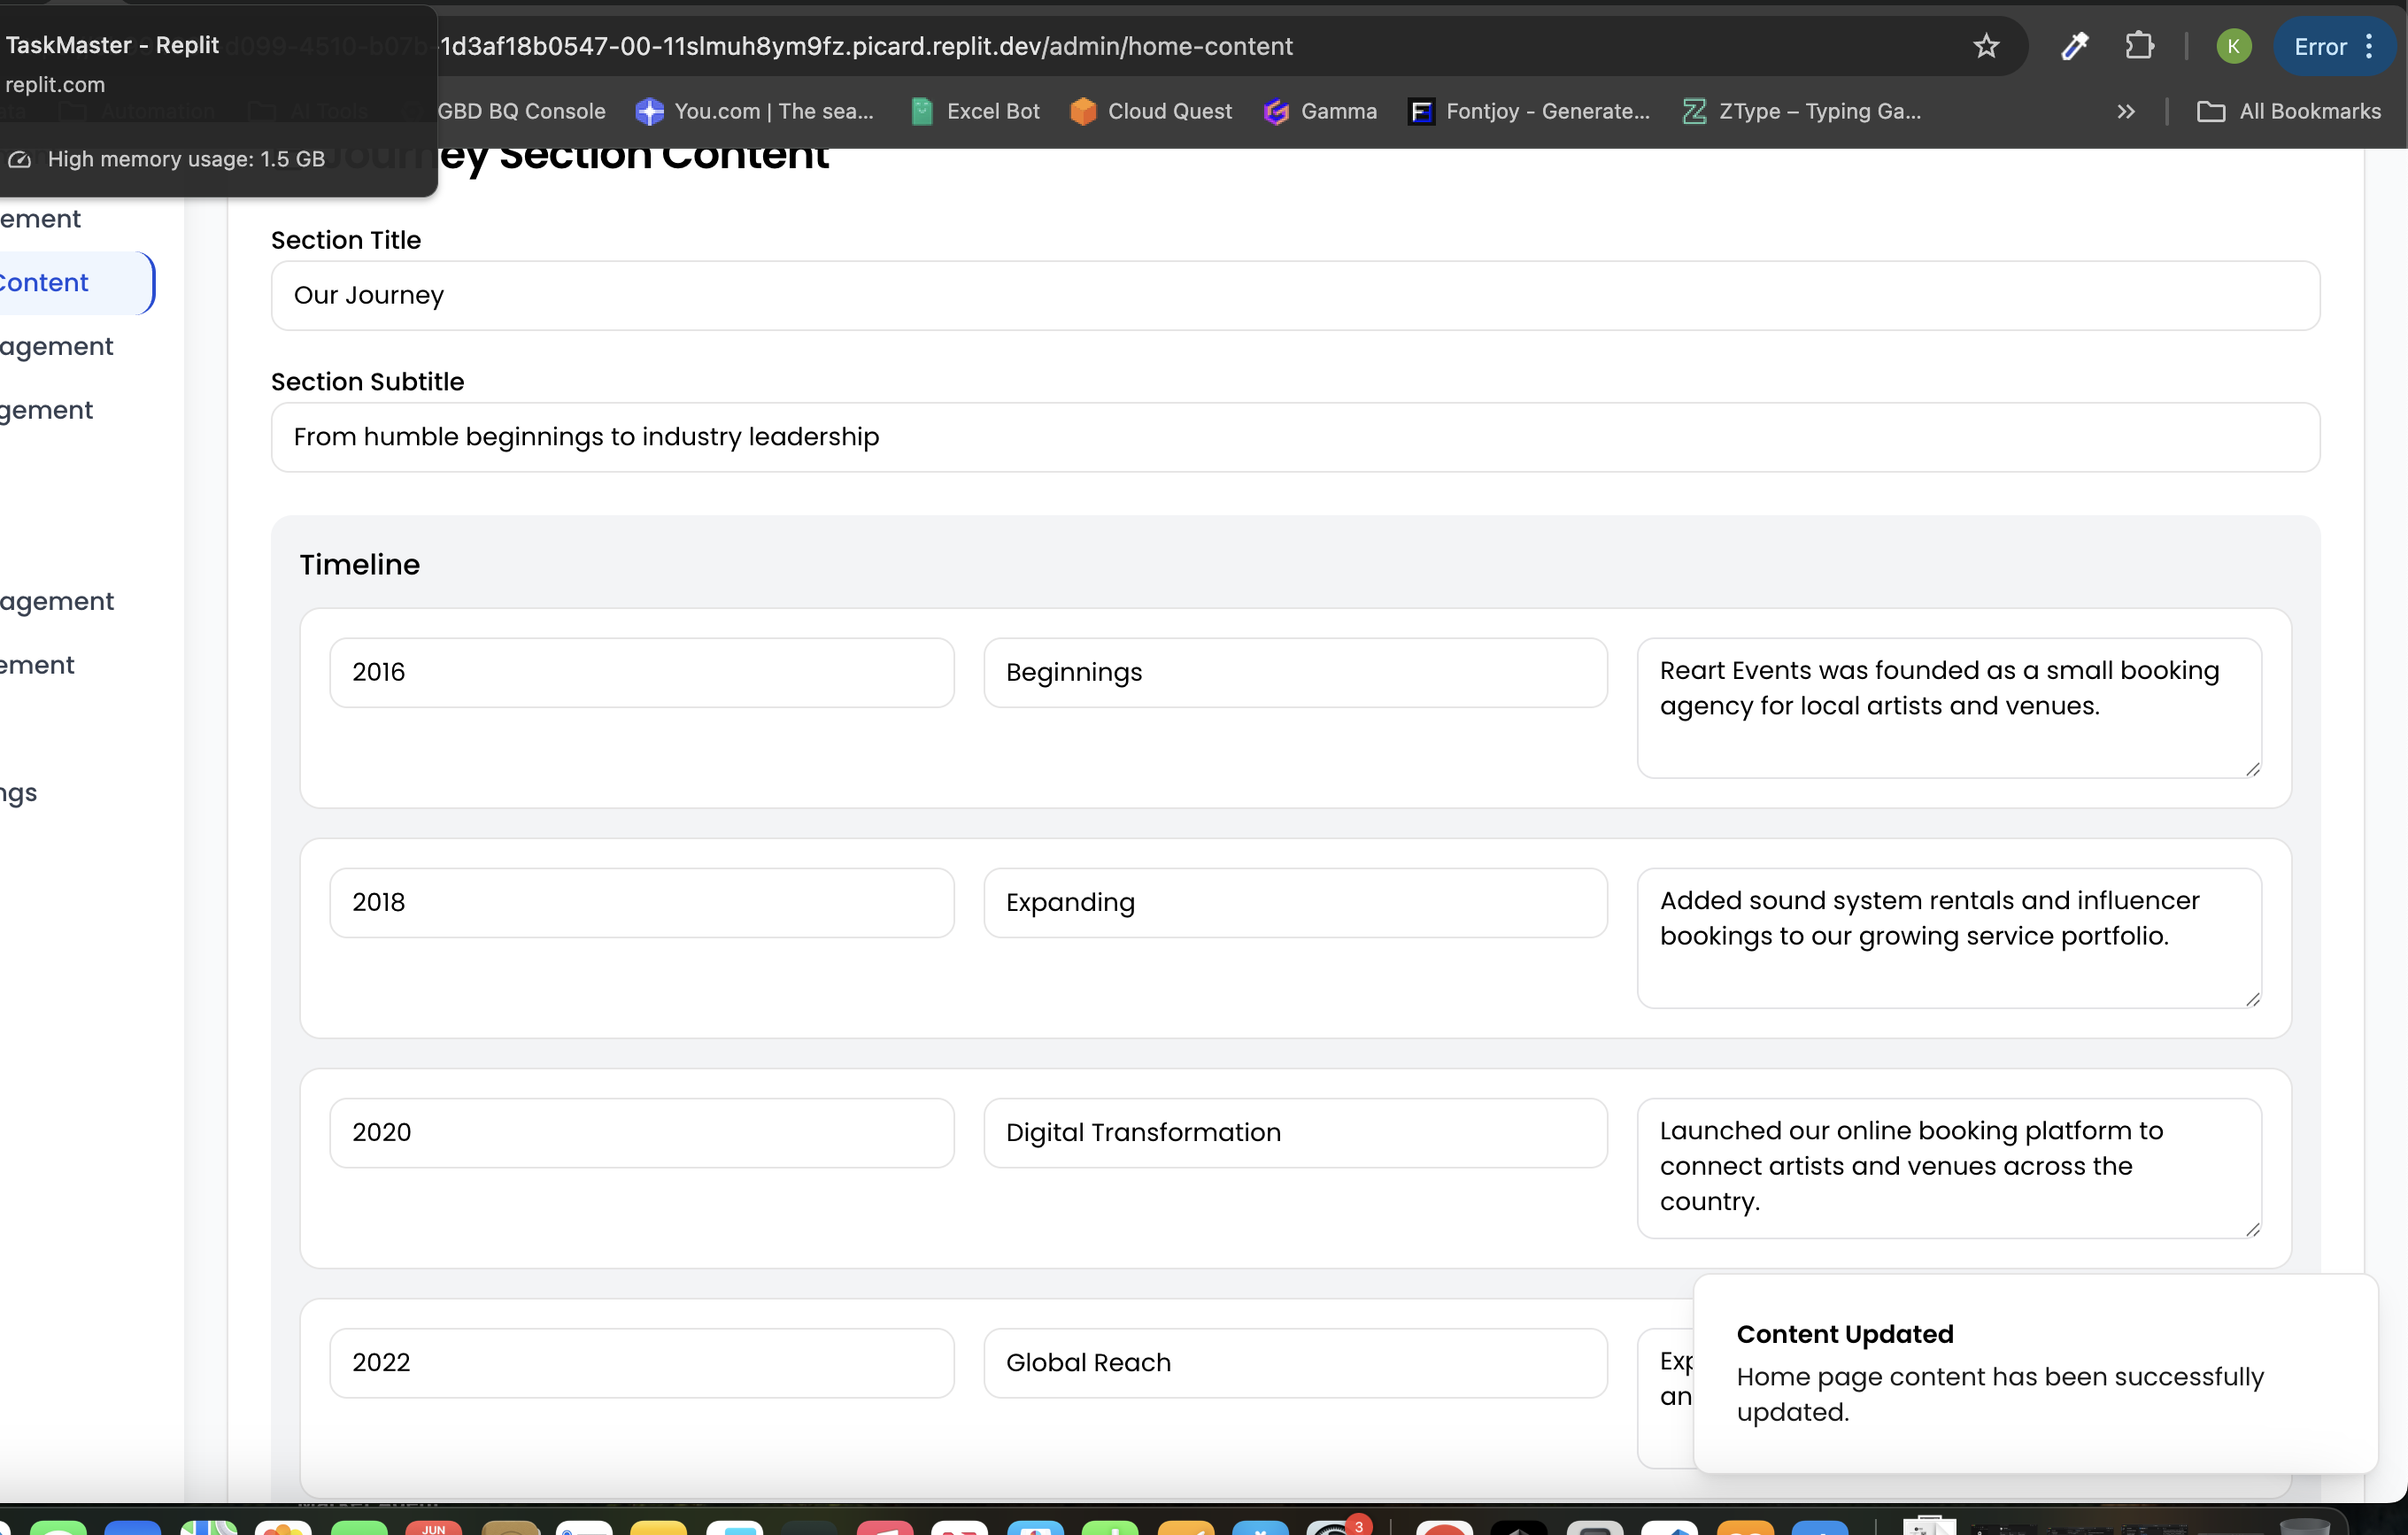 TaskMaster - Replit
replit.com
High memory usage: 1.5 GB
-1d3af18b0547-00-11slmuh8ym9fz.picard.replit.dev/admin/home-content
K
Error
Automation
AI Tools
GBD BQ Console
You.com | The sea...
Excel Bot
Cloud Quest
Gamma
Fontjoy - Generate...
ZType – Typing Ga...
All Bookmarks
ement
Content
agement
gement
agement
ement
ngs
ey Section Content
Section Title
Our Journey
Section Subtitle
From humble beginnings to industry leadership
Timeline
2016
Beginnings
Reart Events was founded as a small booking
agency for local artists and venues.
2018
Expanding
Added sound system rentals and influencer
bookings to our growing service portfolio.
2020
Digital Transformation
Launched our online booking platform to
connect artists and venues across the
country.
2022
Global Reach
Exp
an
Content Updated
Home page content has been successfully
updated.
JUN
3